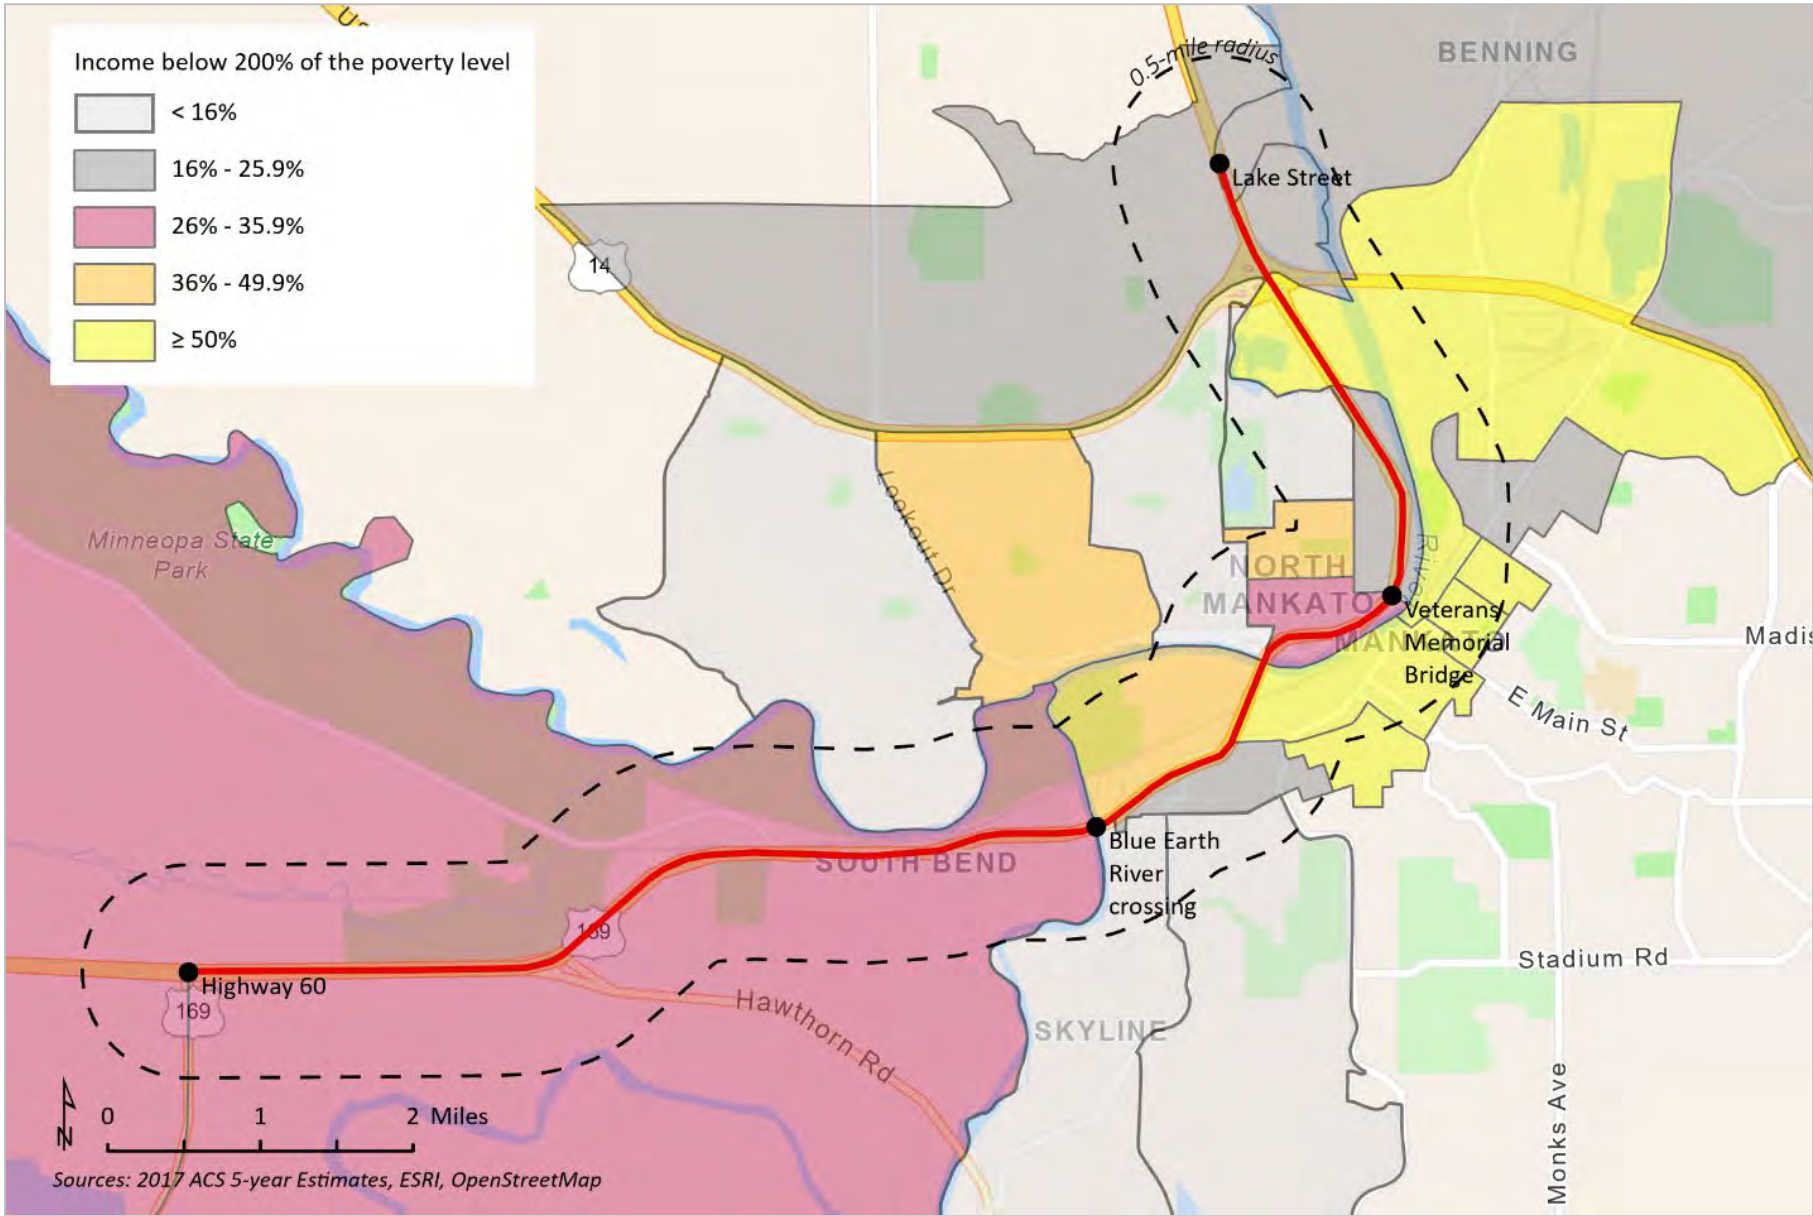 US
Income below 200% of the poverty level
< 16%
16% - 25.9%
26% - 35.9%
36% - 49.9%
≥ 50%
0.5-mile radius
BENNING
Lake Street
14
Lookout Dr
Minneopa State
Park
River
NORTH
MANKATO
Veterans
MANKATO
Memorial
Bridge
Madis
E Main St
Blue Earth
River
crossing
SOUTH BEND
169
Highway 60
169
Hawthorn Rd
Stadium Rd
SKYLINE
Monks Ave
N
0 1 2 Miles
Sources: 2017 ACS 5-year Estimates, ESRI, OpenStreetMap